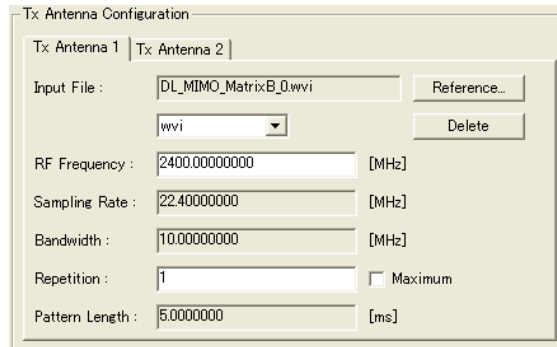 Tx Antenna Configuration
Tx Antenna 1 Tx Antenna 2
Input File : DL_MIMO_MatrixB_0.wvi Reference...
wvi Delete
RF Frequency : 2400.00000000 [MHz]
Sampling Rate : 22.40000000 [MHz]
Bandwidth : 10.00000000 [MHz]
Repetition : 1 Maximum
Pattern Length : 5.0000000 [ms]